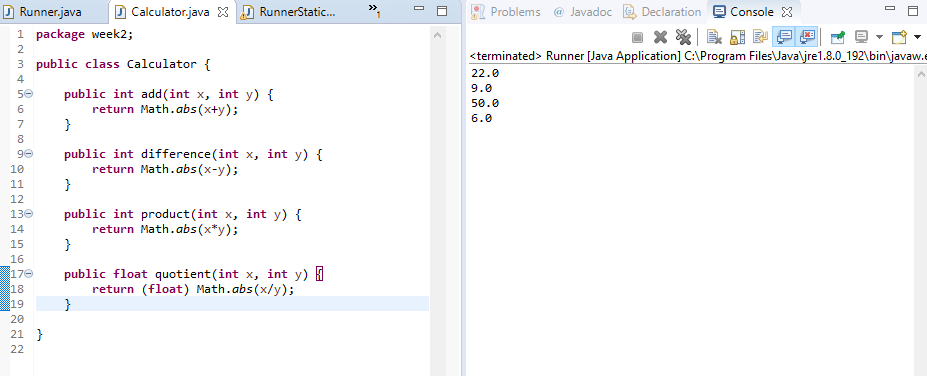 Runner.java
Calculator.java
RunnerStatic...
»1
1 package week2;
2
3 public class Calculator {
4
5 public int add(int x, int y) {
6 return Math.abs(x+y);
7 }
8
9 public int difference(int x, int y) {
10 return Math.abs(x-y);
11 }
12
13 public int product(int x, int y) {
14 return Math.abs(x*y);
15 }
16
17 public float quotient(int x, int y) {
18 return (float) Math.abs(x/y);
19 }
20
21 }
22
Problems
@ Javadoc
Declaration
Console
<terminated> Runner [Java Application] C:\Program Files\Java\jre1.8.0_192\bin\javaw.e
22.0
9.0
50.0
6.0